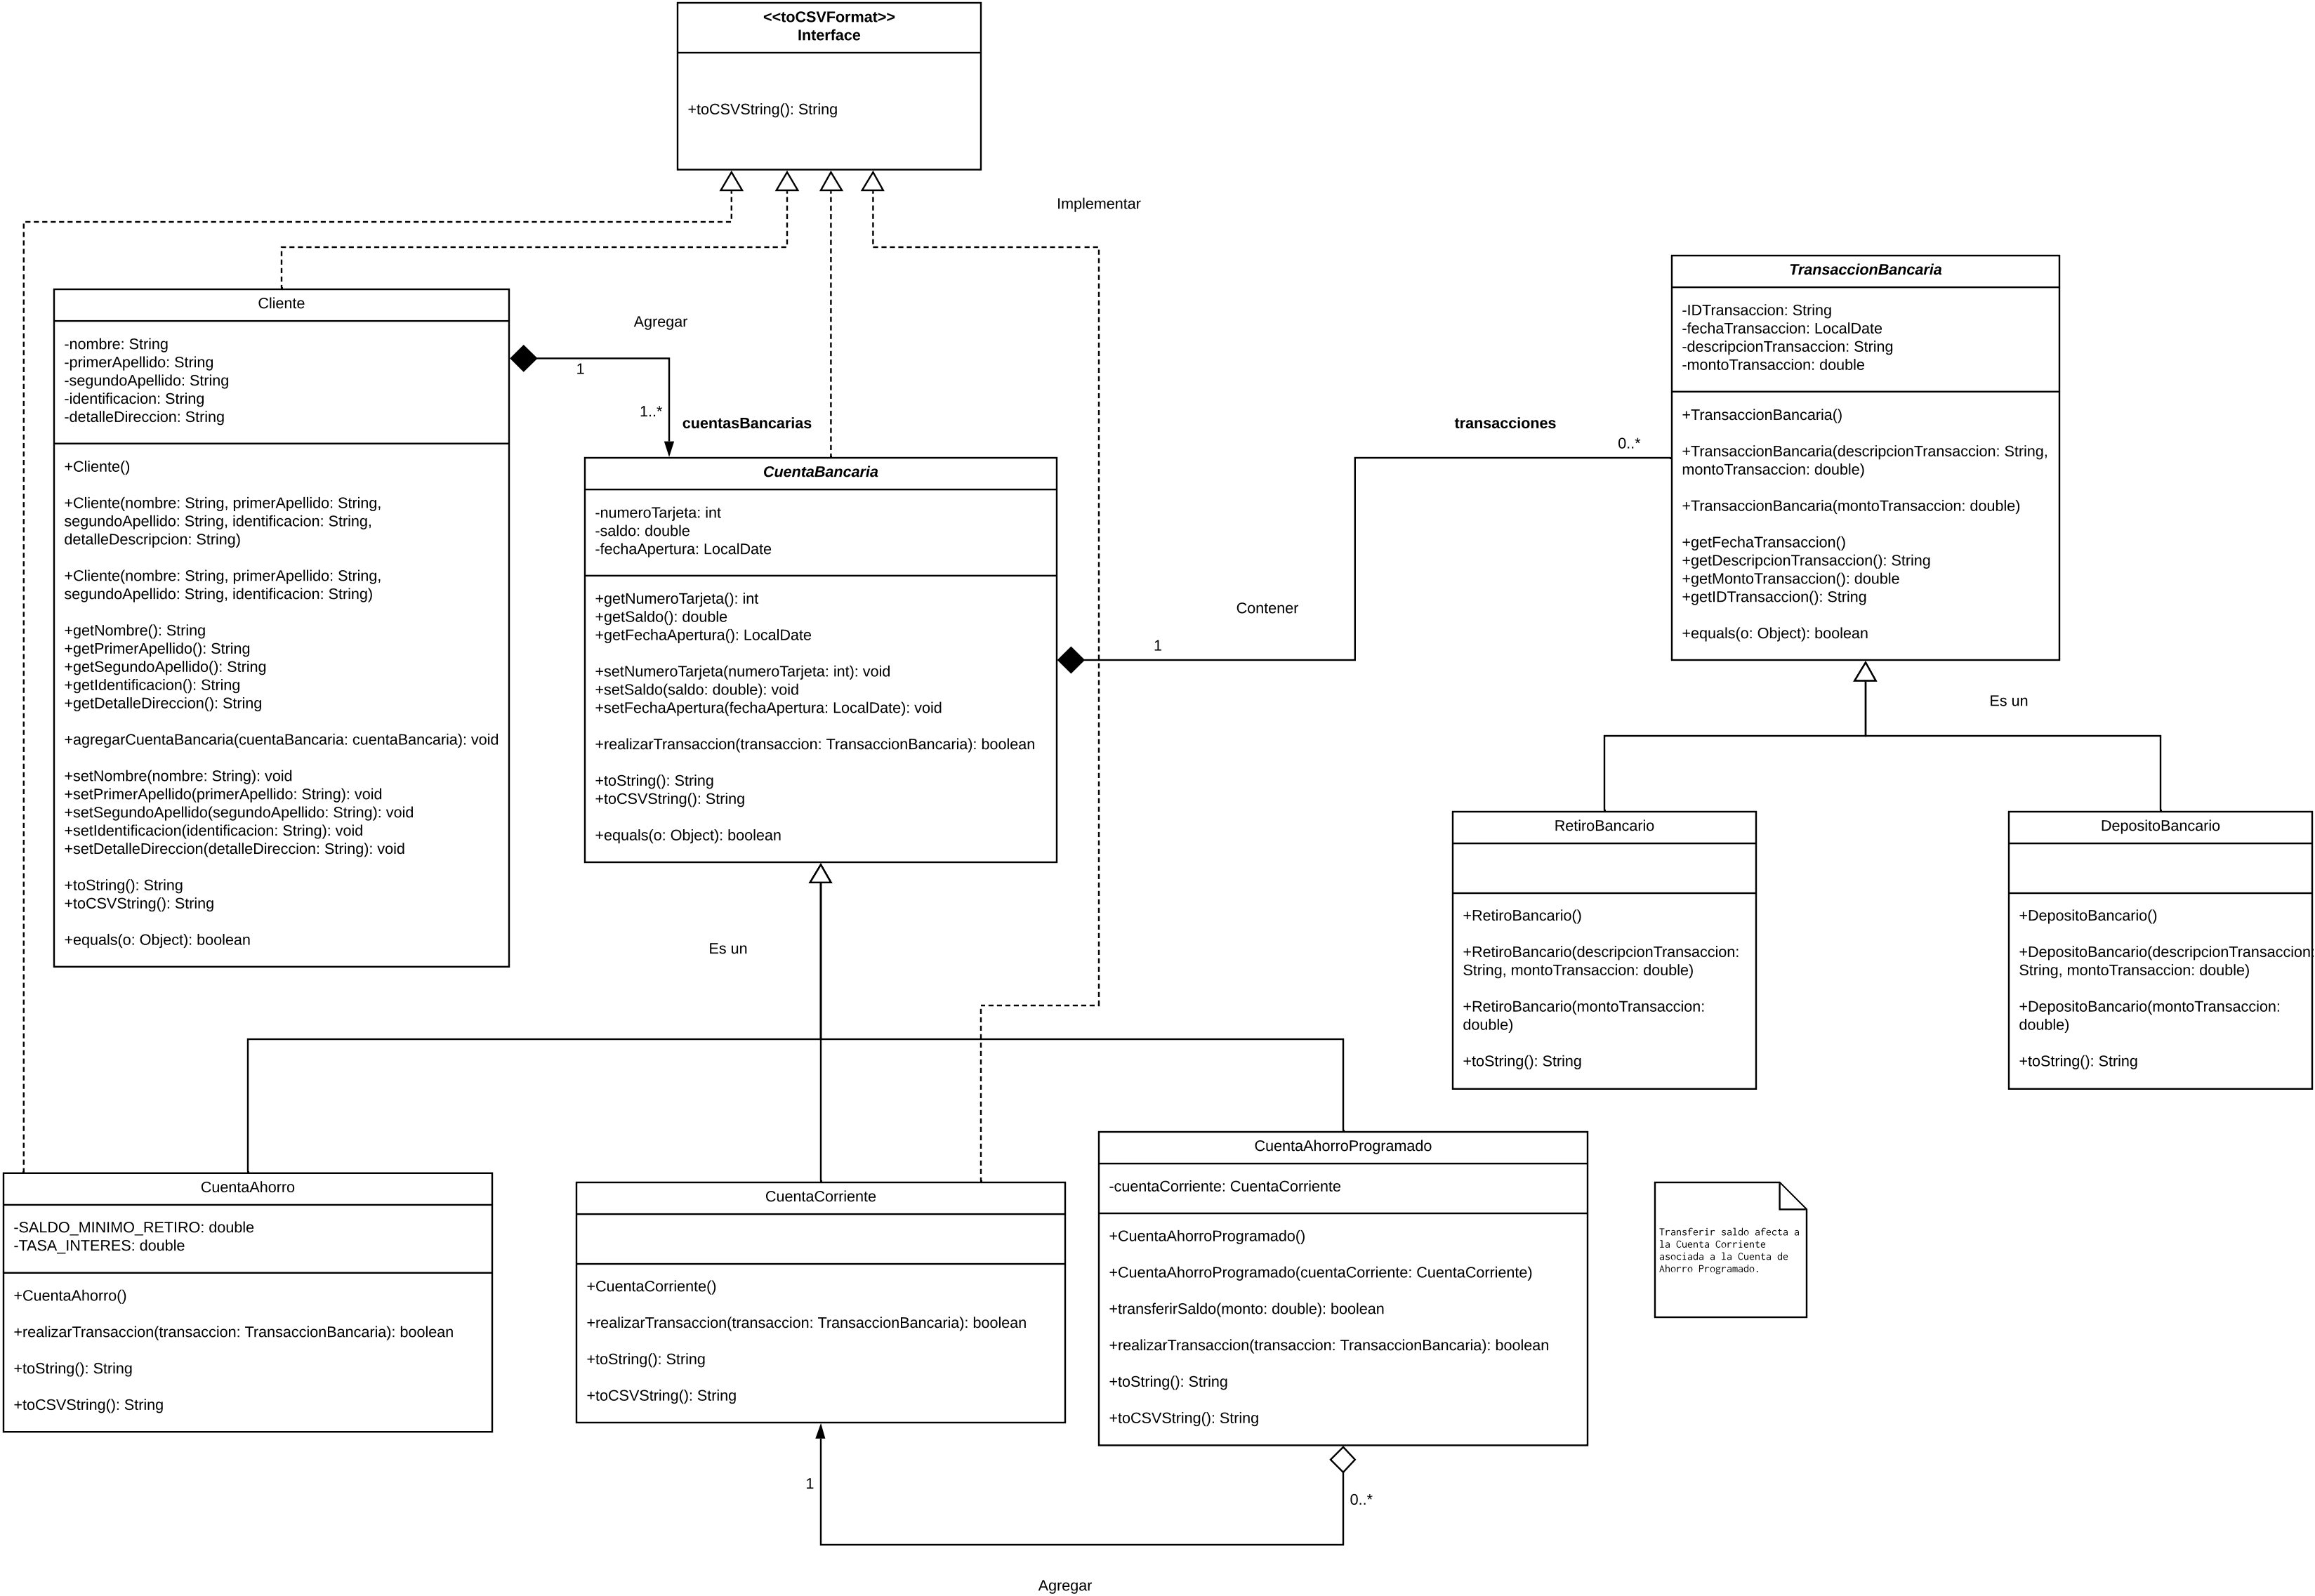 <<toCSVFormat>>
Interface
+toCSVString(): String
Implementar
Cliente
-nombre: String
-primerApellido: String
-segundoApellido: String
-identificacion: String
-detalleDireccion: String
+Cliente()
+Cliente(nombre: String, primerApellido: String,
segundoApellido: String, identificacion: String,
detalleDescripcion: String)
+Cliente(nombre: String, primerApellido: String,
segundoApellido: String, identificacion: String)
+getNombre(): String
+getPrimerApellido(): String
+getSegundoApellido(): String
+getIdentificacion(): String
+getDetalleDireccion(): String
+agregarCuentaBancaria(cuentaBancaria: cuentaBancaria): void
+setNombre(nombre: String): void
+setPrimerApellido(primerApellido: String): void
+setSegundoApellido(segundoApellido: String): void
+setIdentificacion(identificacion: String): void
+setDetalleDireccion(detalleDireccion: String): void
+toString(): String
+toCSVString(): String
+equals(o: Object): boolean
Agregar
1
1..*
cuentasBancarias
CuentaBancaria
-numeroTarjeta: int
-saldo: double
-fechaApertura: LocalDate
+getNumeroTarjeta(): int
+getSaldo(): double
+getFechaApertura(): LocalDate
+setNumeroTarjeta(numeroTarjeta: int): void
+setSaldo(saldo: double): void
+setFechaApertura(fechaApertura: LocalDate): void
+realizarTransaccion(transaccion: TransaccionBancaria): boolean
+toString(): String
+toCSVString(): String
+equals(o: Object): boolean
transacciones
0..*
Contener
1
TransaccionBancaria
-IDTransaccion: String
-fechaTransaccion: LocalDate
-descripcionTransaccion: String
-montoTransaccion: double
+TransaccionBancaria()
+TransaccionBancaria(descripcionTransaccion: String,
montoTransaccion: double)
+TransaccionBancaria(montoTransaccion: double)
+getFechaTransaccion()
+getDescripcionTransaccion(): String
+getMontoTransaccion(): double
+getIDTransaccion(): String
+equals(o: Object): boolean
Es un
RetiroBancario
+RetiroBancario()
+RetiroBancario(descripcionTransaccion:
String, montoTransaccion: double)
+RetiroBancario(montoTransaccion:
double)
+toString(): String
DepositoBancario
+DepositoBancario()
+DepositoBancario(descripcionTransaccion:
String, montoTransaccion: double)
+DepositoBancario(montoTransaccion:
double)
+toString(): String
Es un
CuentaAhorro
-SALDO_MINIMO_RETIRO: double
-TASA_INTERES: double
+CuentaAhorro()
+realizarTransaccion(transaccion: TransaccionBancaria): boolean
+toString(): String
+toCSVString(): String
CuentaCorriente
+CuentaCorriente()
+realizarTransaccion(transaccion: TransaccionBancaria): boolean
+toString(): String
+toCSVString(): String
CuentaAhorroProgramado
-cuentaCorriente: CuentaCorriente
+CuentaAhorroProgramado()
+CuentaAhorroProgramado(cuentaCorriente: CuentaCorriente)
+transferirSaldo(monto: double): boolean
+realizarTransaccion(transaccion: TransaccionBancaria): boolean
+toString(): String
+toCSVString(): String
Transferir saldo afecta a
la Cuenta Corriente
asociada a la Cuenta de
Ahorro Programado.
1
0..*
Agregar